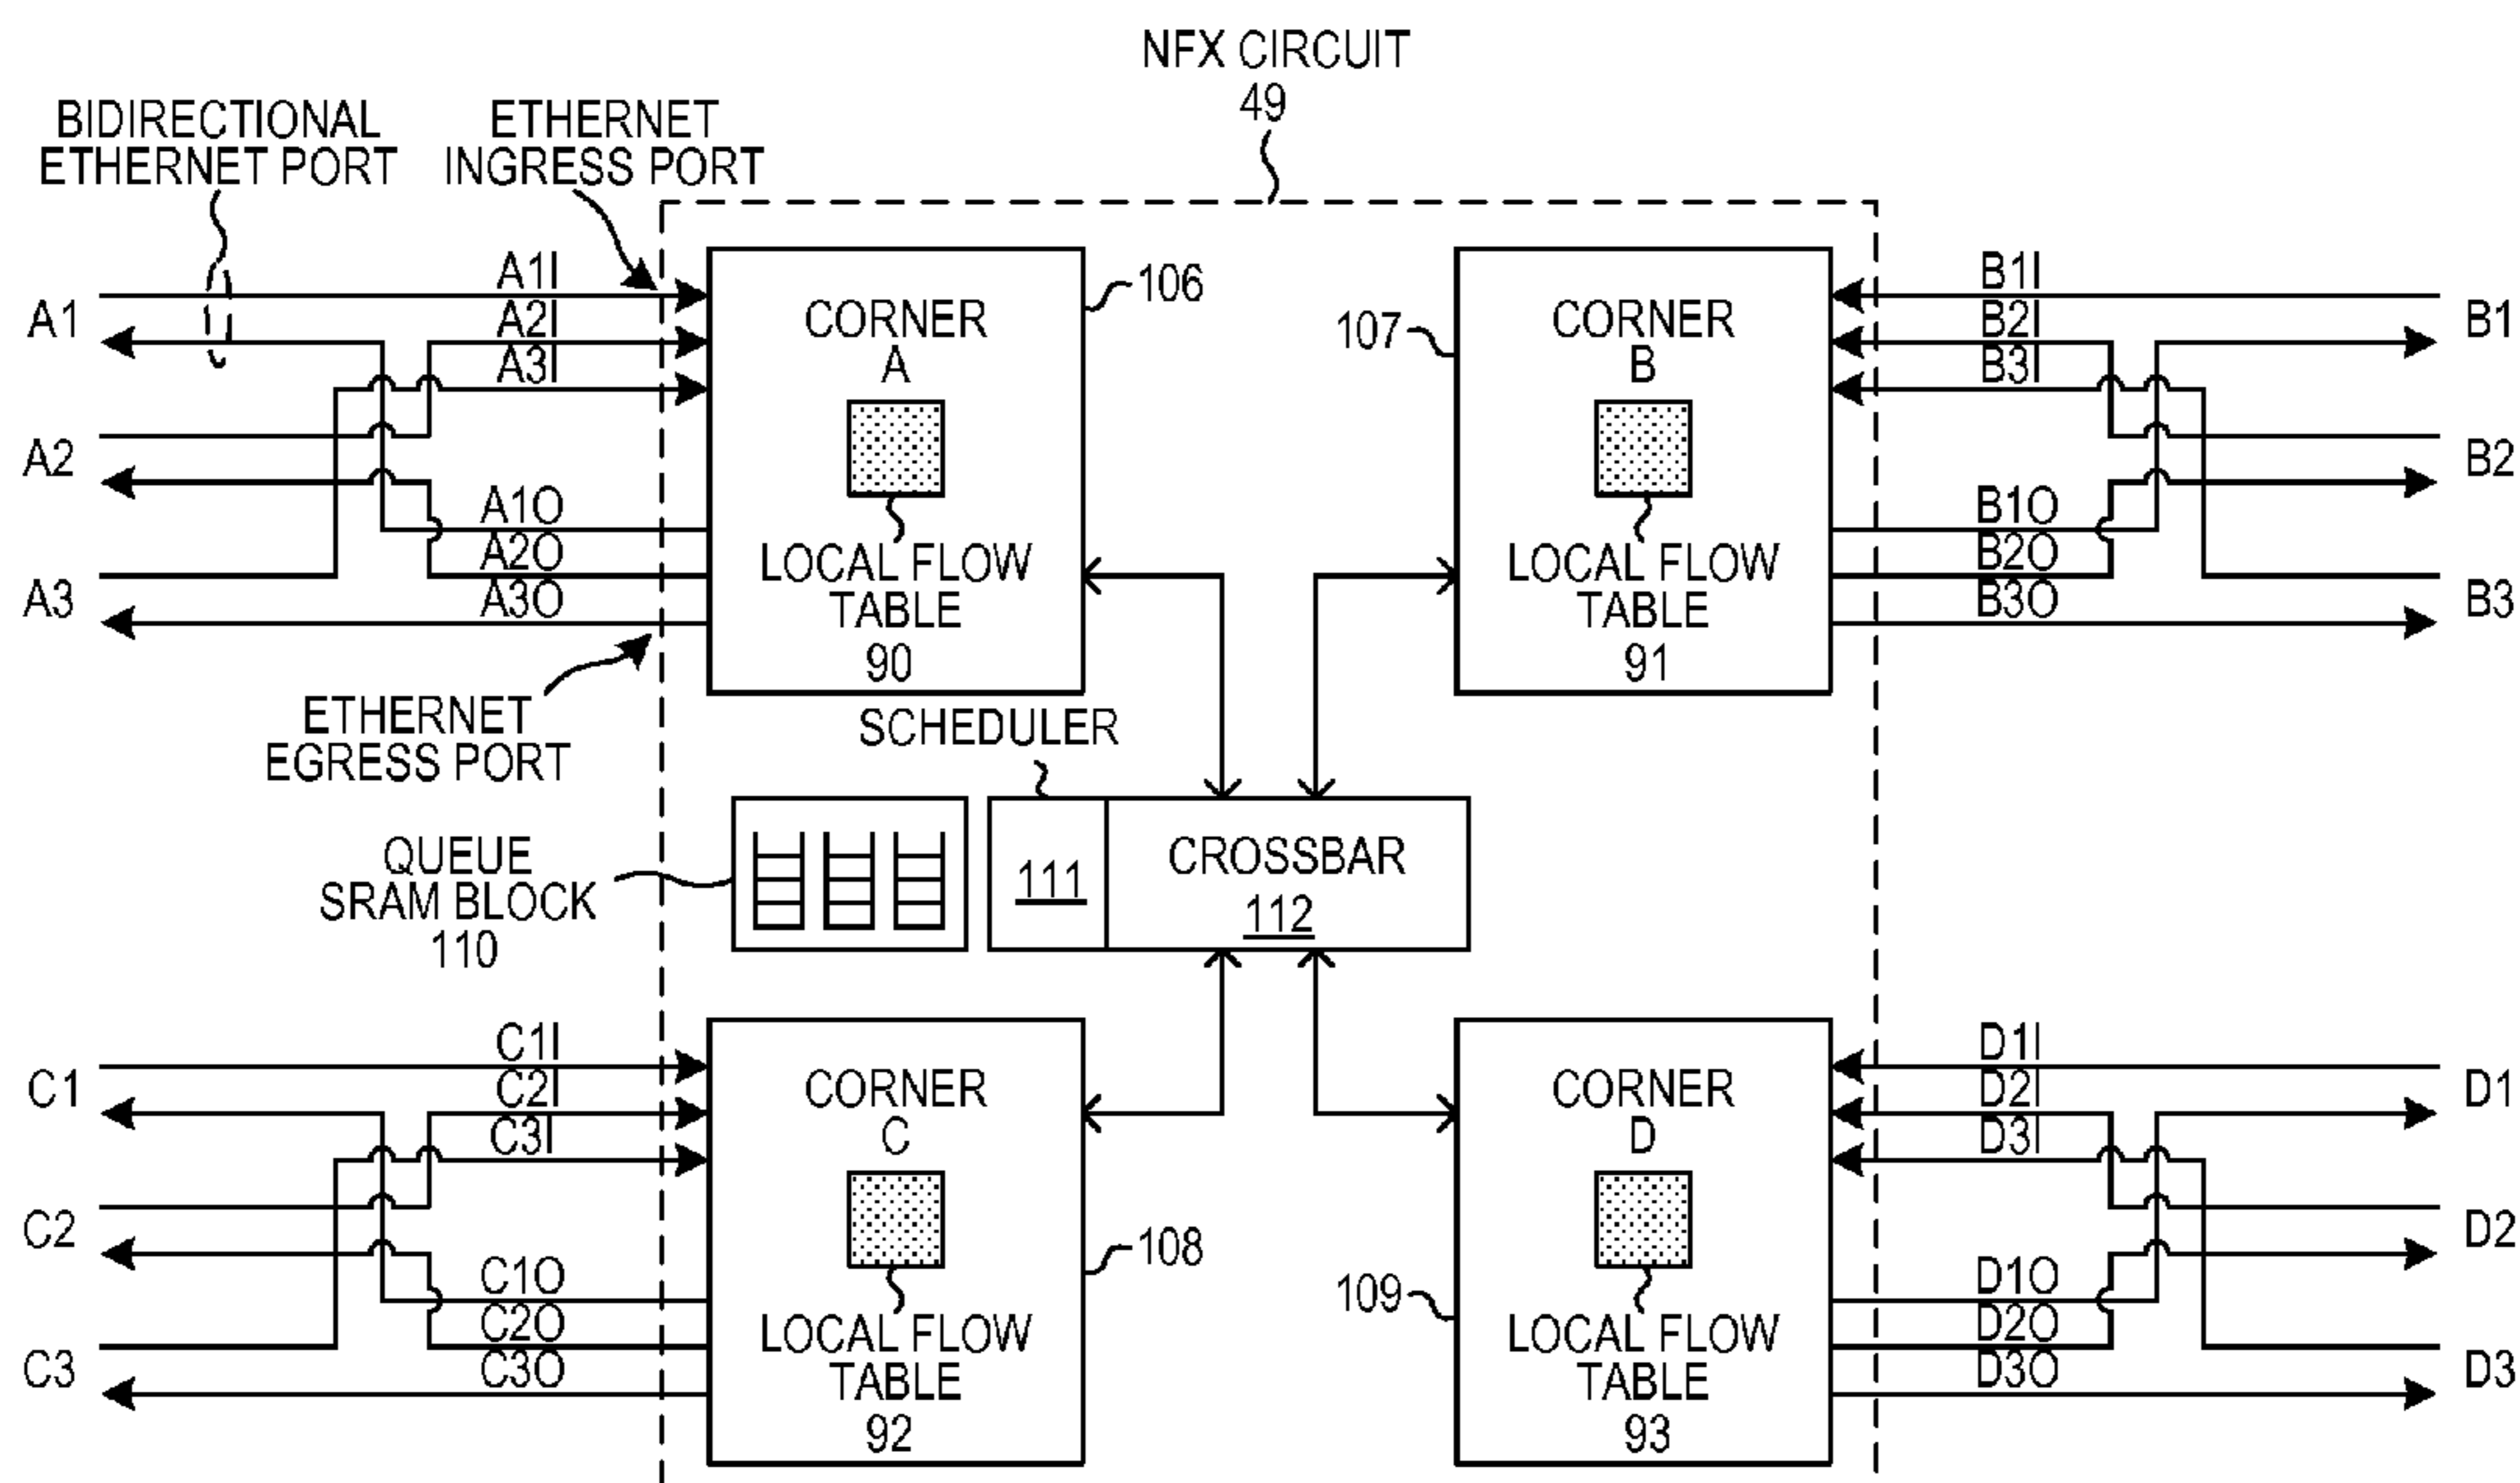 NFX CIRCUIT
49
BIDIRECTIONAL
ETHERNET PORT
ETHERNET
INGRESS PORT
A1I
A2I
A3I
A1
A2
A3
A1O
A2O
A3O
CORNER
A
106
LOCAL FLOW
TABLE
90
107
CORNER
B
LOCAL FLOW
TABLE
91
B1I
B2I
B3I
B1
B2
B3
B1O
B2O
B3O
ETHERNET
EGRESS PORT
SCHEDULER
QUEUE
SRAM BLOCK
110
111
CROSSBAR
112
C1I
C2I
C3I
C1
C2
C3
C1O
C2O
C3O
CORNER
C
108
LOCAL FLOW
TABLE
92
CORNER
D
109
LOCAL FLOW
TABLE
93
D1I
D2I
D3I
D1
D2
D3
D1O
D2O
D3O